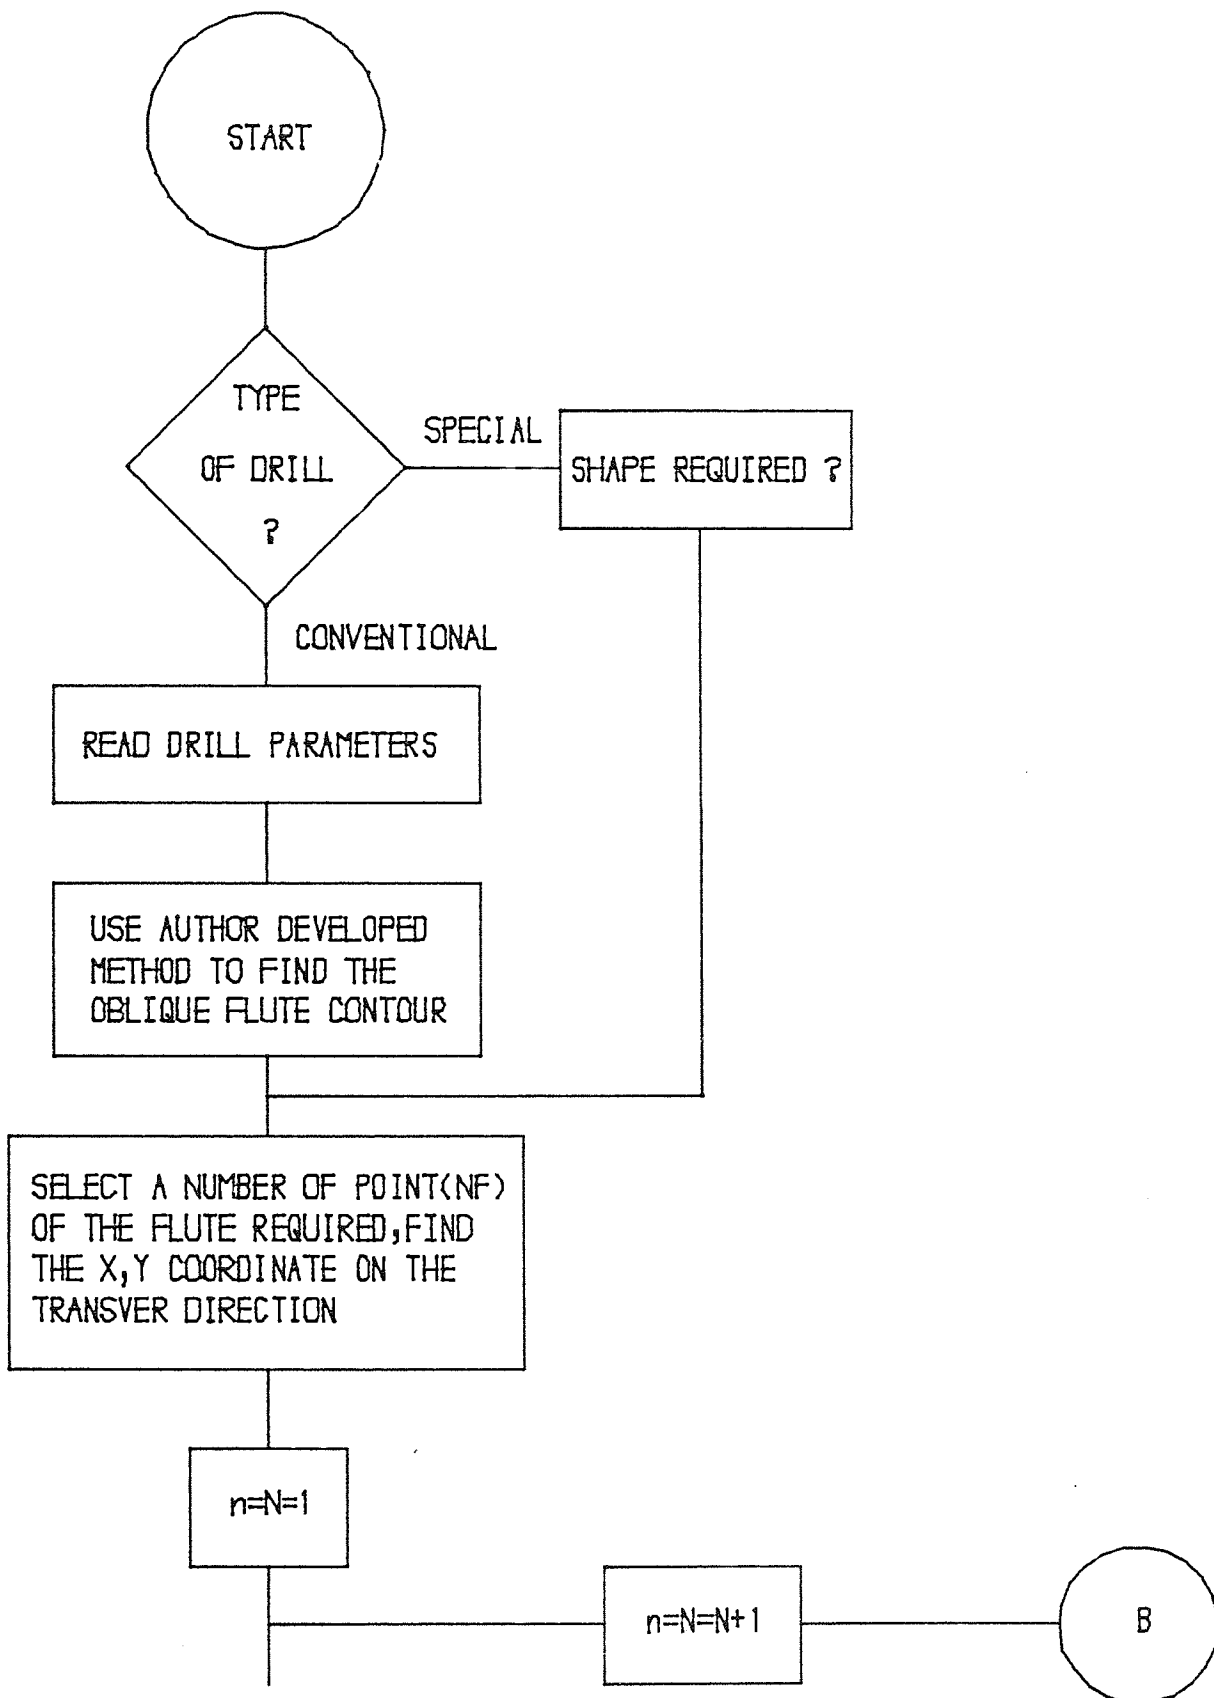 START
TYPE
OF DRILL
?
SPECIAL
SHAPE REQUIRED ?
CONVENTIONAL
READ DRILL PARAMETERS
USE AUTHOR DEVELOPED
METHOD TO FIND THE
OBLIQUE FLUTE CONTOUR
SELECT A NUMBER OF POINT(NF)
OF THE FLUTE REQUIRED,FIND
THE X,Y COORDINATE ON THE
TRANSVER DIRECTION
n=N=1
n=N=N+1
B